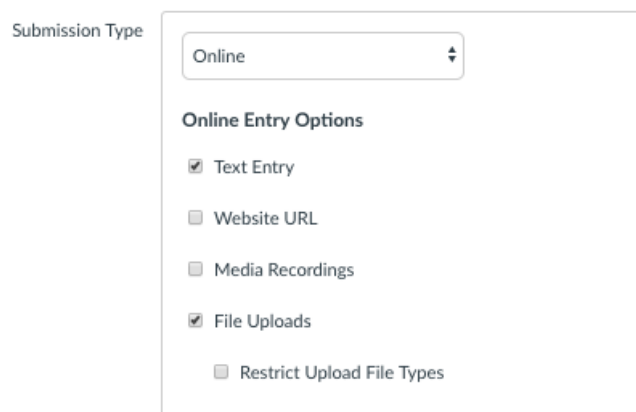 Submission Type
Online
Online Entry Options
Text Entry
Website URL
Media Recordings
File Uploads
Restrict Upload File Types